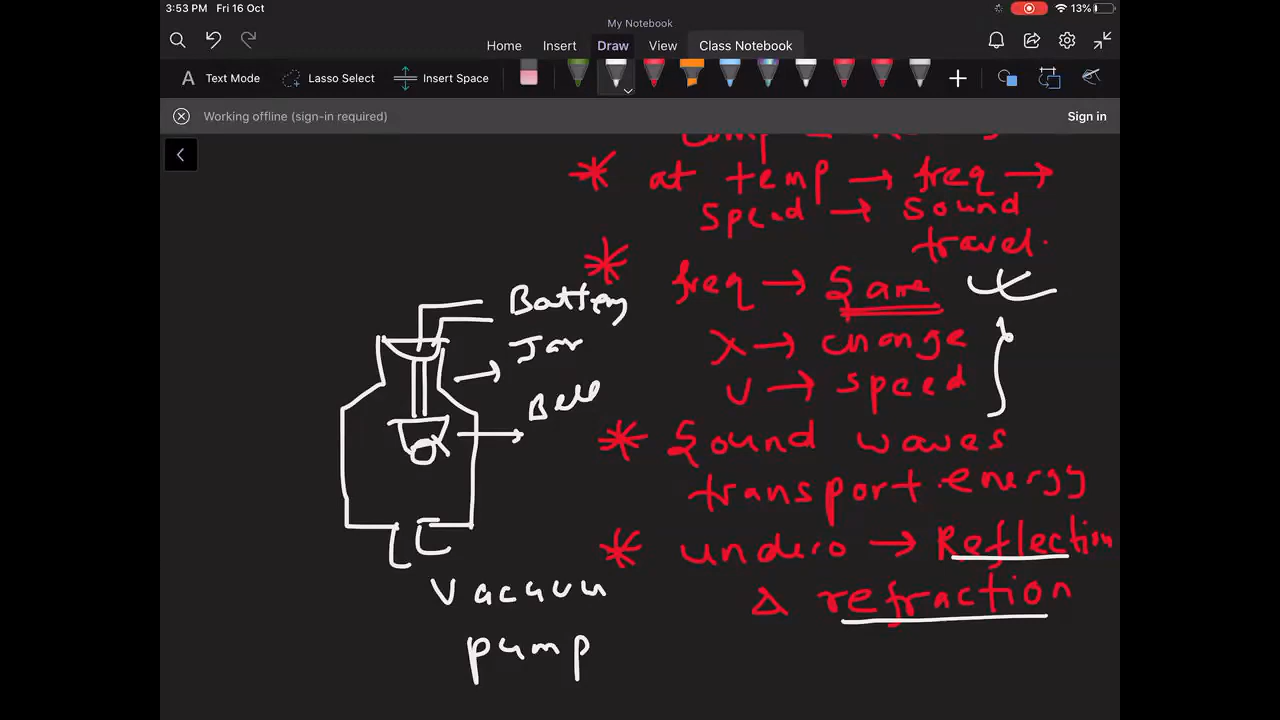 3:53 PM Fri 16 Oct
13%
My Notebook
Home Insert Draw View Class Notebook
A Text Mode Lasso Select Insert Space
Working offline (sign-in required) Sign in
* at temp → freq →
speed → sound
travel.
* freq → Same
λ → change
v → speed
* Sound waves
transport energy
* undero → Reflection
& refraction
Battery
Jar
Bell
Vacuum
pump